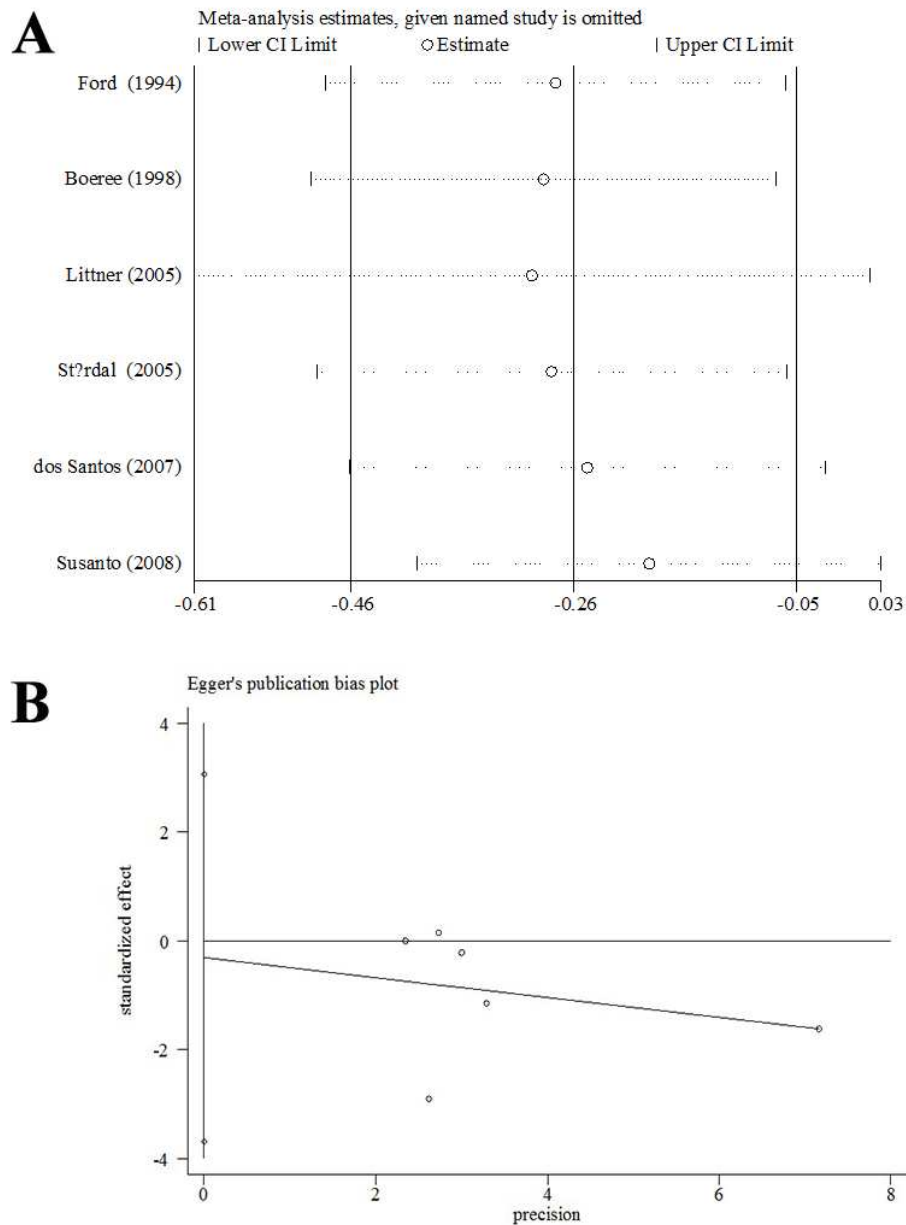 A
Meta-analysis estimates, given named study is omitted
| Lower CI Limit ○ Estimate | Upper CI Limit
Ford (1994)
Boeree (1998)
Littner (2005)
St?rdal (2005)
dos Santos (2007)
Susanto (2008)
-0.61 -0.46 -0.26 -0.05 0.03
B
Egger's publication bias plot
4
2
0
-2
-4
standardized effect
0 2 4 6 8
precision